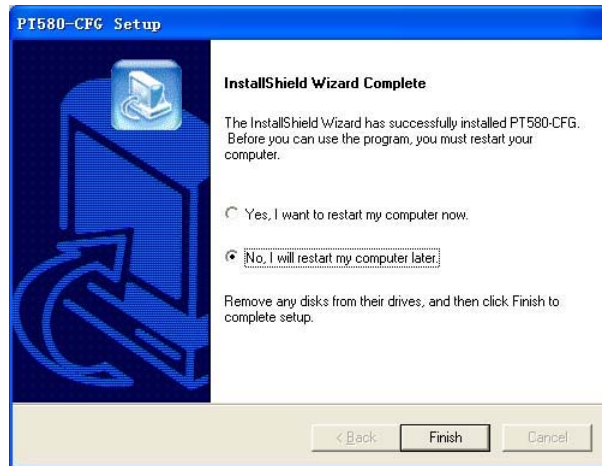 PT580-CFG Setup
InstallShield Wizard Complete
The InstallShield Wizard has successfully installed PT580-CFG.
Before you can use the program, you must restart your
computer.
Yes, I want to restart my computer now.
No, I will restart my computer later.
Remove any disks from their drives, and then click Finish to
complete setup.
< Back
Finish
Cancel